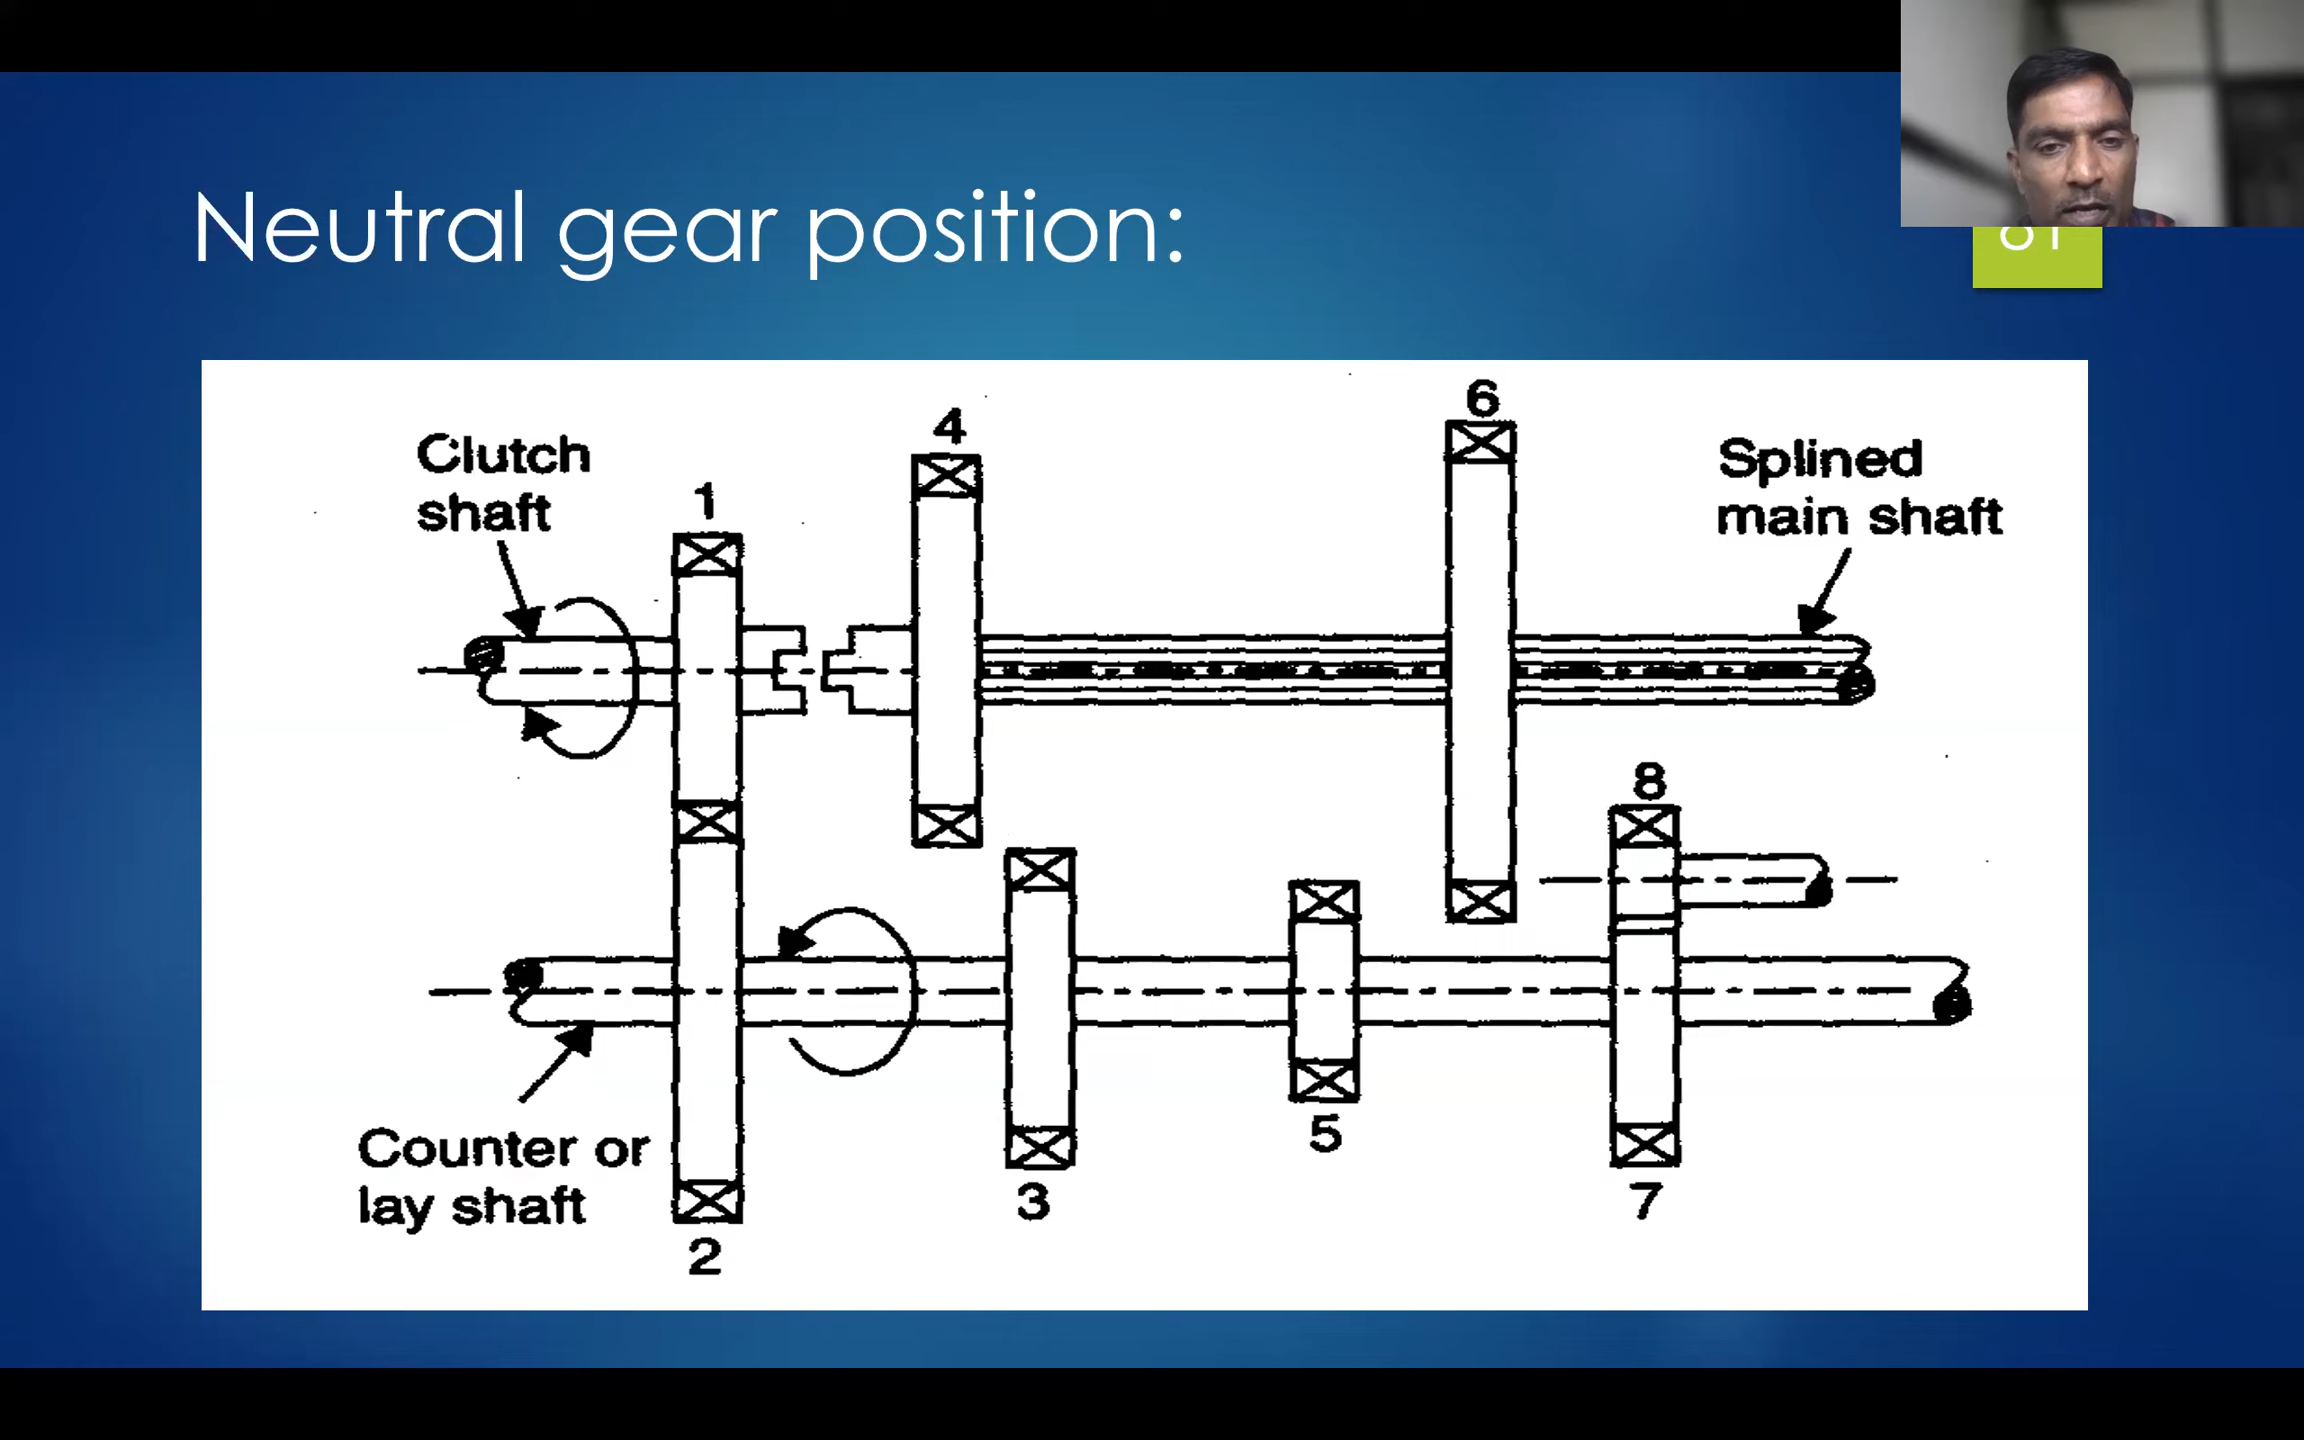 Neutral gear position:
4
6
Clutch
shaft
1
Splined
main shaft
8
5
Counter or
lay shaft
3
7
2